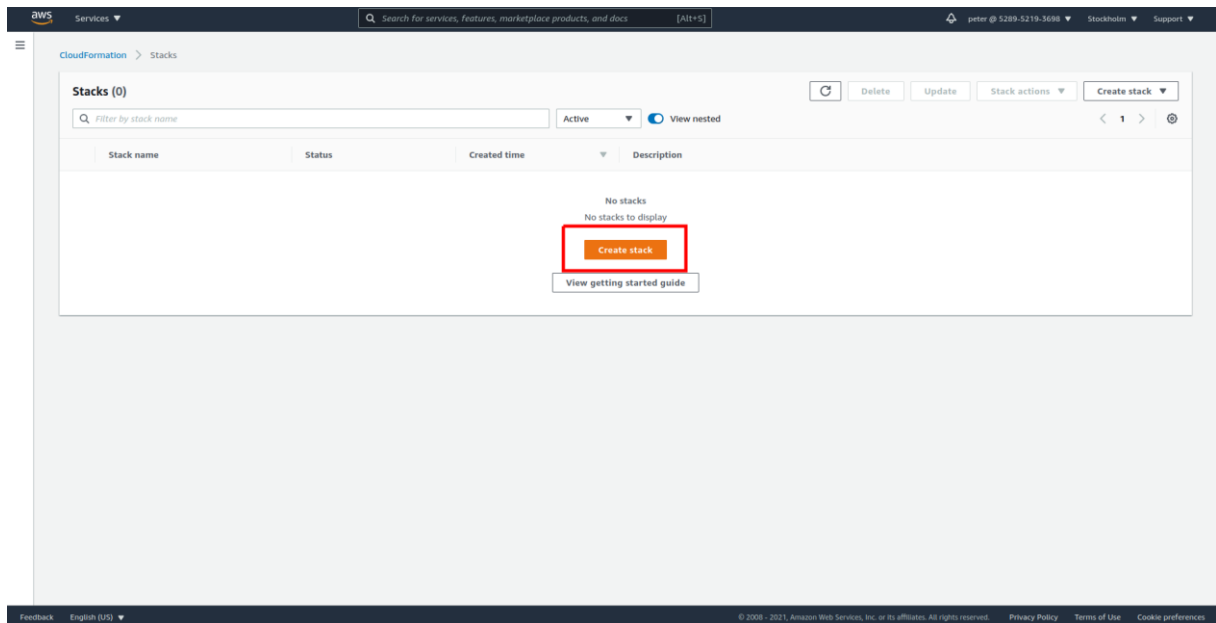 aws Services ▼ Search for services, features, marketplace products, and docs [Alt+S] peter @ 5289-5219-3698 ▼ Stockholm ▼ Support ▼
CloudFormation > Stacks
Stacks (0) Delete Update Stack actions ▼ Create stack ▼
Filter by stack name Active ▼ View nested < 1 >
Stack name Status Created time ▼ Description
No stacks
No stacks to display
Create stack
View getting started guide
Feedback English (US) ▼ © 2008 - 2021, Amazon Web Services, Inc. or its affiliates. All rights reserved. Privacy Policy Terms of Use Cookie preferences